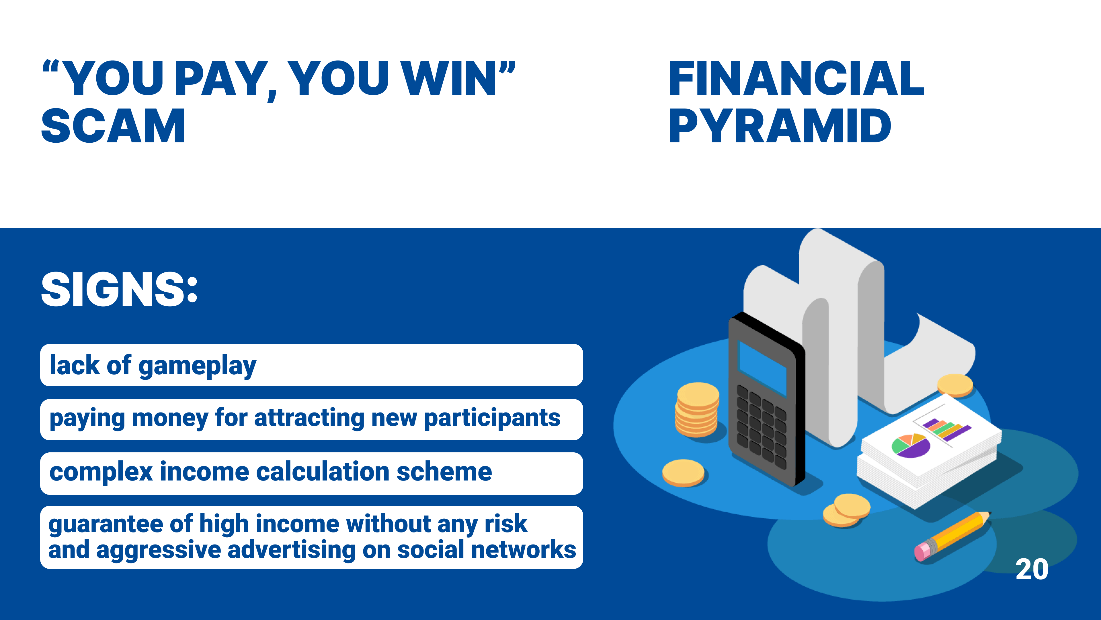 “YOU PAY, YOU WIN”
SCAM
FINANCIAL
PYRAMID
SIGNS:
lack of gameplay
paying money for attracting new participants
complex income calculation scheme
guarantee of high income without any risk
and aggressive advertising on social networks
20